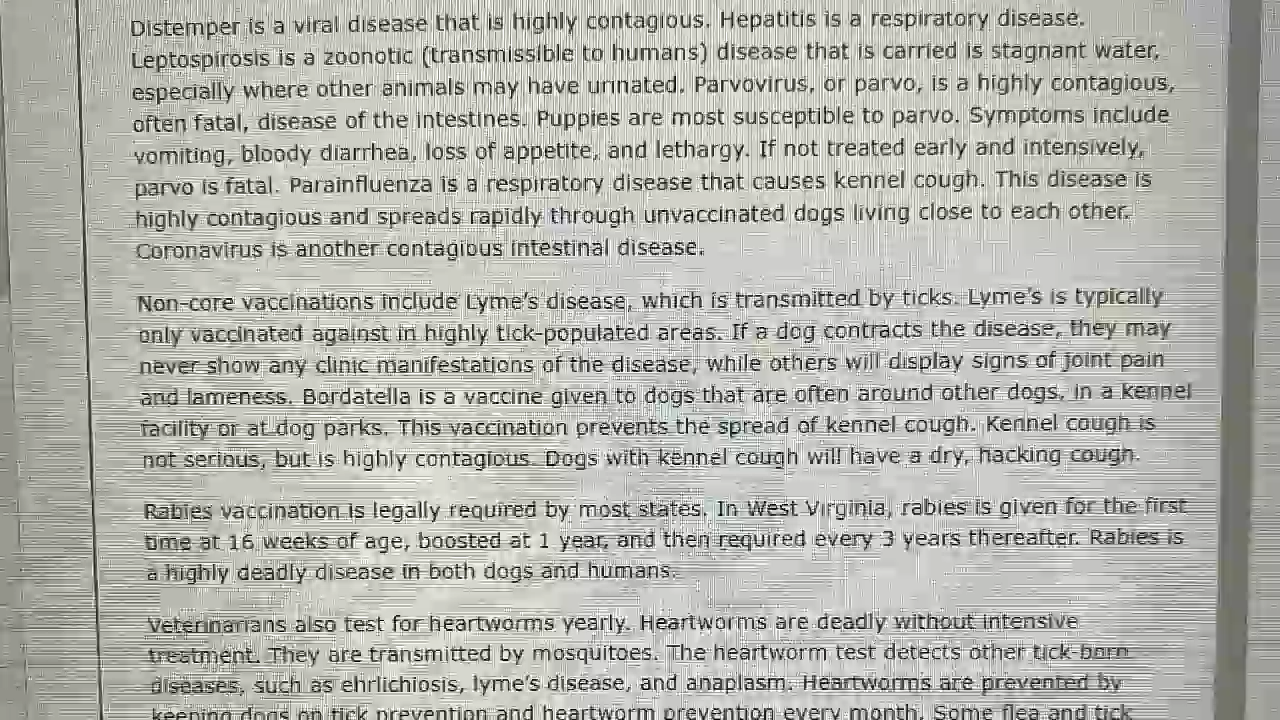 Distemper is a viral disease that is highly contagious. Hepatitis is a respiratory disease.
Leptospirosis is a zoonotic (transmissible to humans) disease that is carried is stagnant water,
especially where other animals may have urinated. Parvovirus, or parvo, is a highly contagious,
often fatal, disease of the intestines. Puppies are most susceptible to parvo. Symptoms include
vomiting, bloody diarrhea, loss of appetite, and lethargy. If not treated early and intensively,
parvo is fatal. Parainfluenza is a respiratory disease that causes kennel cough. This disease is
highly contagious and spreads rapidly through unvaccinated dogs living close to each other.
Coronavirus is another contagious intestinal disease.
Non-core vaccinations include Lyme's disease, which is transmitted by ticks. Lyme's is typically
only vaccinated against in highly tick-populated areas. If a dog contracts the disease, they may
never show any clinic manifestations of the disease, while others will display signs of joint pain
and lameness. Bordatella is a vaccine given to dogs that are often around other dogs, in a kennel
facility or at dog parks. This vaccination prevents the spread of kennel cough. Kennel cough is
not serious, but is highly contagious. Dogs with kennel cough will have a dry, hacking cough.
Rabies vaccination is legally required by most states. In West Virginia, rabies is given for the first
time at 16 weeks of age, boosted at 1 year, and then required every 3 years thereafter. Rabies is
a highly deadly disease in both dogs and humans.
Veterinarians also test for heartworms yearly. Heartworms are deadly without intensive
treatment. They are transmitted by mosquitoes. The heartworm test detects other tick-born
diseases, such as ehrlichiosis, lyme's disease, and anaplasm. Heartworms are prevented by
keeping dogs on tick prevention and heartworm prevention every month. Some flea and tick